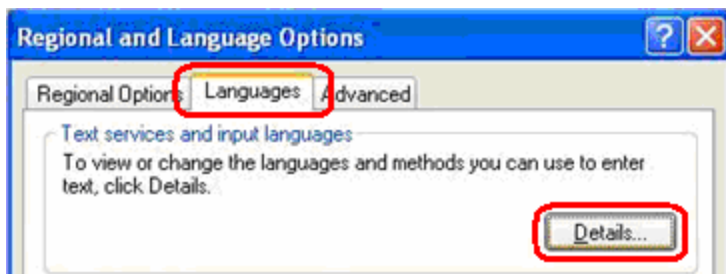 Regional and Language Options
Regional Options Languages Advanced
Text services and input languages
To view or change the languages and methods you can use to enter
text, click Details.
Details...